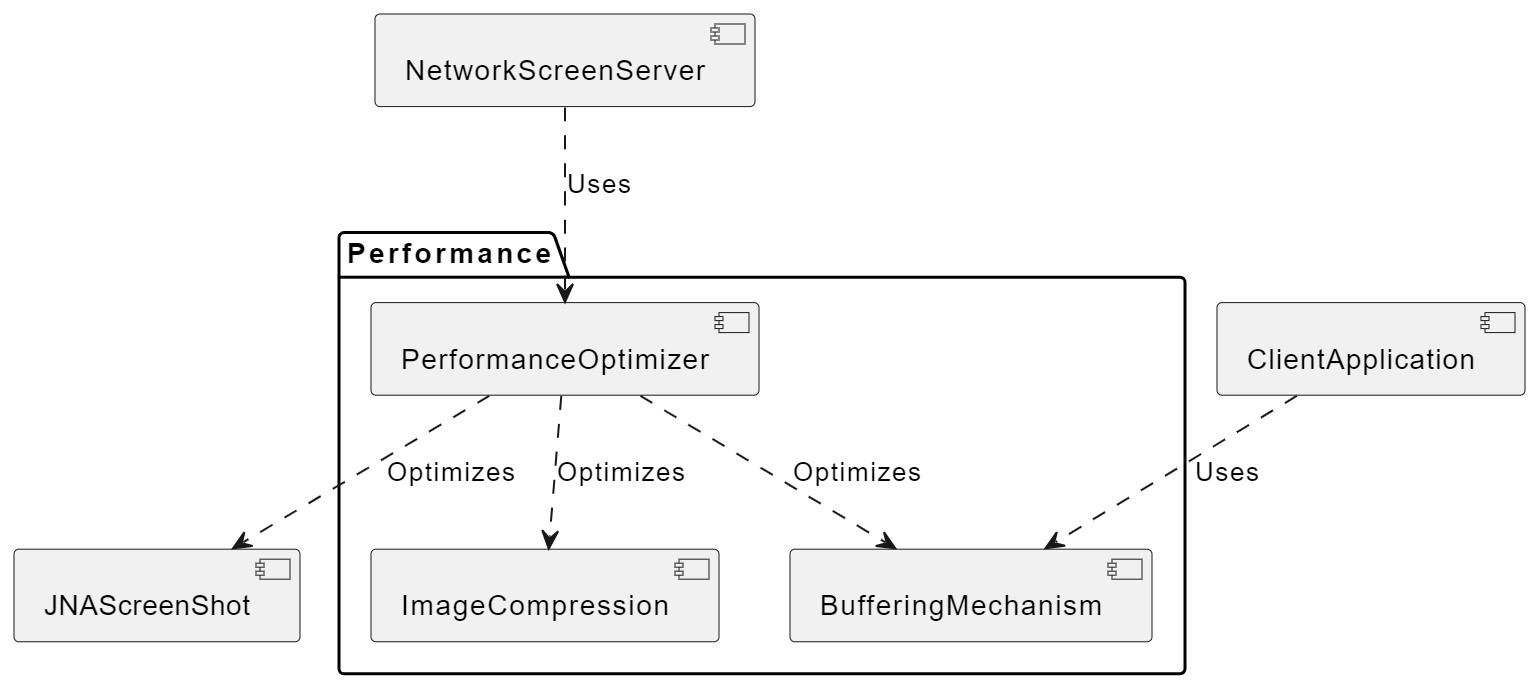 NetworkScreenServer
Uses
Performance
PerformanceOptimizer
ClientApplication
Optimizes
Optimizes
Optimizes
Uses
JNAScreenShot
ImageCompression
BufferingMechanism